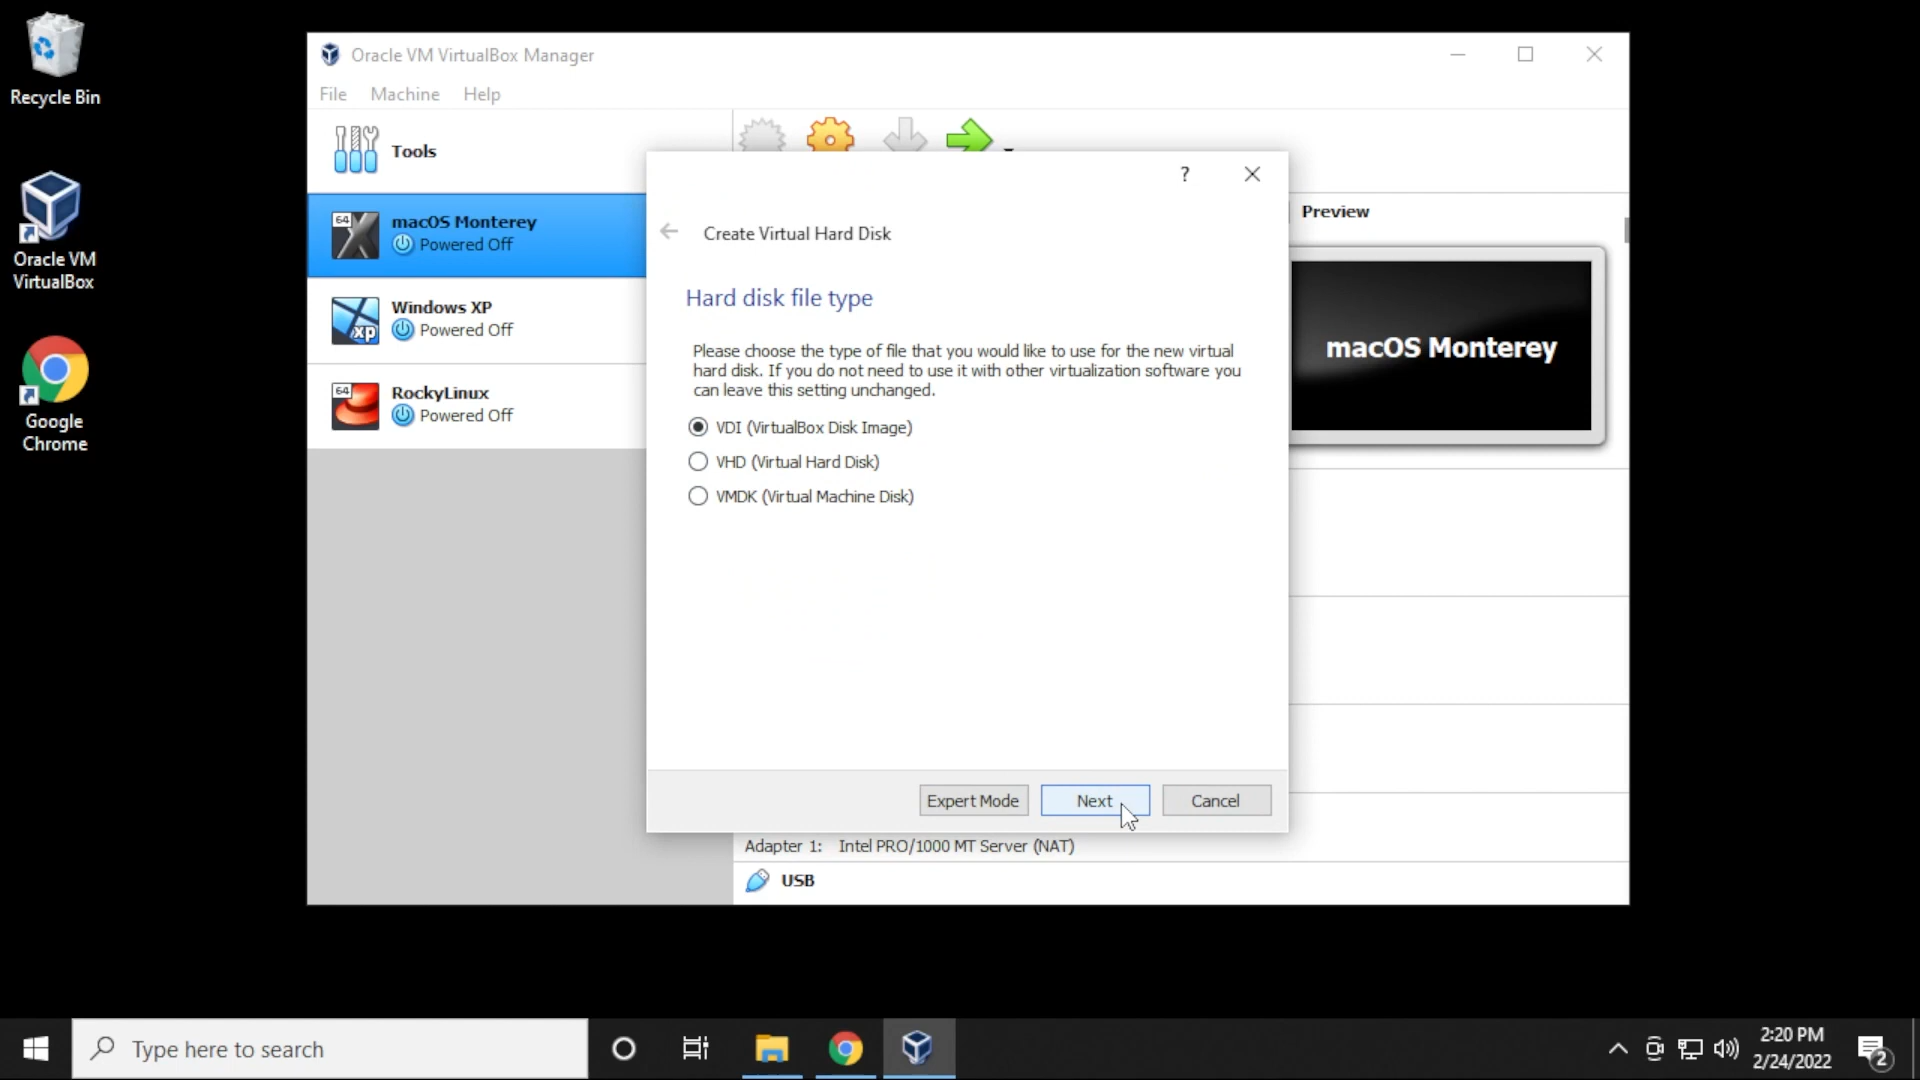 Recycle Bin
Oracle VM
VirtualBox
Google
Chrome
Oracle VM VirtualBox Manager
File Machine Help
Tools
64
macOS Monterey
Powered Off
xp
Windows XP
Powered Off
64
RockyLinux
Powered Off
?
Create Virtual Hard Disk
Hard disk file type
Please choose the type of file that you would like to use for the new virtual
hard disk. If you do not need to use it with other virtualization software you
can leave this setting unchanged.
VDI (VirtualBox Disk Image)
VHD (Virtual Hard Disk)
VMDK (Virtual Machine Disk)
Expert Mode
Next
Cancel
Preview
macOS Monterey
Adapter 1: Intel PRO/1000 MT Server (NAT)
USB
Type here to search
2:20 PM
2/24/2022
2